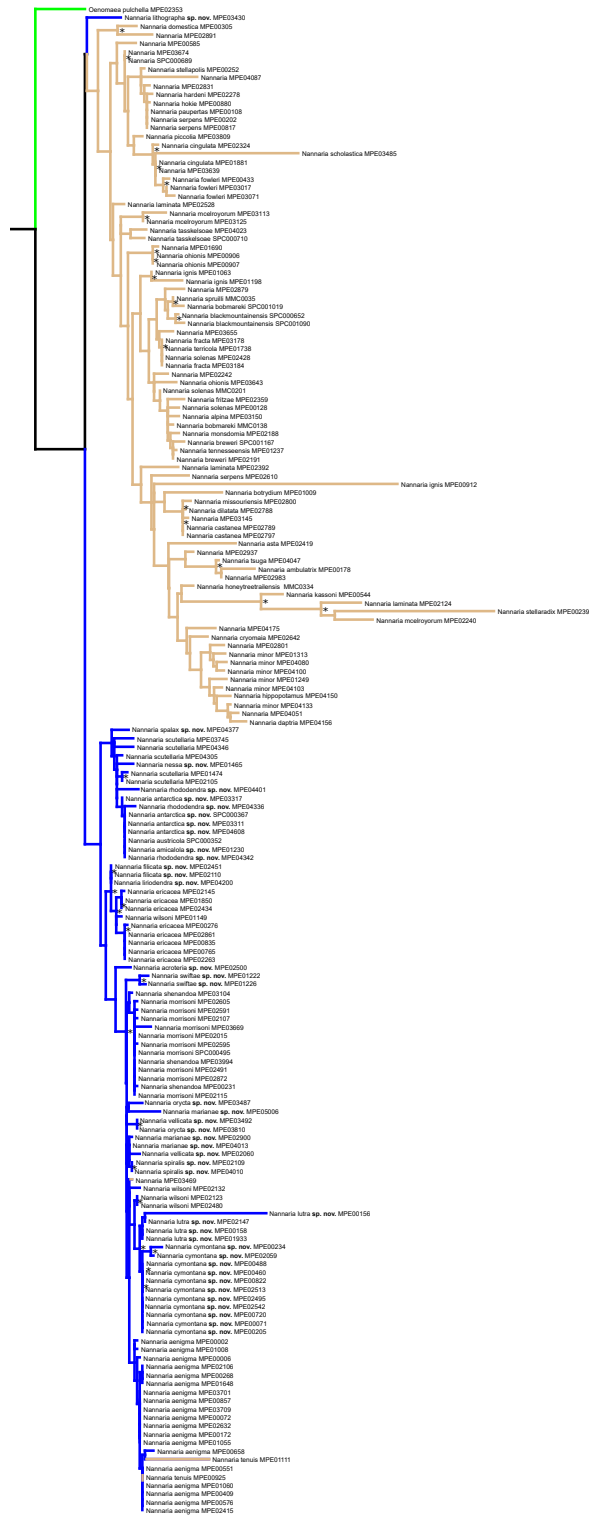 Oenomaea pulchella MPE02353
Nannaria lithographa sp. nov. MPE03430
Nannaria domestica MPE00305
Nannaria MPE02891
Nannaria MPE00585
Nannaria MPE03674
Nannaria SPC000689
Nannaria stellapolis MPE00252
Nannaria MPE04087
Nannaria MPE02831
Nannaria hardeni MPE02278
Nannaria hokie MPE00880
Nannaria paupertas MPE00108
Nannaria serpens MPE00202
Nannaria serpens MPE00817
Nannaria piccolia MPE03809
Nannaria cingulata MPE02324
Nannaria scholastica MPE03485
Nannaria cingulata MPE01881
Nannaria MPE03639
Nannaria fowleri MPE00433
Nannaria fowleri MPE03017
Nannaria fowleri MPE03071
Nannaria laminata MPE02528
Nannaria mcelroyorum MPE03113
Nannaria mcelroyorum MPE03125
Nannaria tasskelsoae MPE04023
Nannaria tasskelsoae SPC000710
Nannaria MPE01690
Nannaria ohionis MPE00906
Nannaria ohionis MPE00907
Nannaria ignis MPE01063
Nannaria ignis MPE01198
Nannaria MPE02879
Nannaria spruilli MMC0035
Nannaria bobmareki SPC001019
Nannaria blackmountainensis SPC000652
Nannaria blackmountainensis SPC001090
Nannaria MPE03655
Nannaria fracta MPE03178
Nannaria terricola MPE01738
Nannaria solenas MPE02428
Nannaria fracta MPE03184
Nannaria MPE02242
Nannaria ohionis MPE03643
Nannaria solenas MMC0201
Nannaria fritzae MPE02359
Nannaria solenas MPE00128
Nannaria alpina MPE03150
Nannaria bobmareki MMC0138
Nannaria monsdomia MPE02188
Nannaria breweri SPC001167
Nannaria tennesseensis MPE01237
Nannaria breweri MPE02191
Nannaria laminata MPE02392
Nannaria serpens MPE02610
Nannaria ignis MPE00912
Nannaria botrydium MPE01009
Nannaria missouriensis MPE02800
Nannaria dilatata MPE02788
Nannaria MPE03145
Nannaria castanea MPE02789
Nannaria castanea MPE02797
Nannaria asta MPE02419
Nannaria MPE02937
Nannaria tsuga MPE04047
Nannaria ambulatrix MPE00178
Nannaria MPE02983
Nannaria honeytreetrailensis MMC0334
Nannaria kassoni MPE00544
Nannaria laminata MPE02124
Nannaria stellaradix MPE00239
Nannaria mcelroyorum MPE02240
Nannaria MPE04175
Nannaria cryomaia MPE02642
Nannaria MPE02801
Nannaria minor MPE01313
Nannaria minor MPE04080
Nannaria minor MPE04100
Nannaria MPE01249
Nannaria minor MPE04103
Nannaria hippopotamus MPE04150
Nannaria minor MPE04133
Nannaria MPE04051
Nannaria daptria MPE04156
Nannaria spalax sp. nov. MPE04377
Nannaria scutellaria MPE03745
Nannaria scutellaria MPE04346
Nannaria scutellaria MPE04305
Nannaria nessa sp. nov. MPE01465
Nannaria scutellaria MPE01474
Nannaria scutellaria MPE02105
Nannaria rhododendra sp. nov. MPE04401
Nannaria antarctica sp. nov. MPE03317
Nannaria rhododendra sp. nov. MPE04336
Nannaria antarctica sp. nov. SPC000367
Nannaria antarctica sp. nov. MPE03311
Nannaria antarctica sp. nov. MPE04608
Nannaria austricola SPC000352
Nannaria amicalola sp. nov. MPE01230
Nannaria rhododendra sp. nov. MPE04342
Nannaria filicata sp. nov. MPE02451
Nannaria filicata sp. nov. MPE02110
Nannaria liriodendra sp. nov. MPE04200
Nannaria ericacea MPE02145
Nannaria ericacea MPE01850
Nannaria ericacea MPE02434
Nannaria wilsoni MPE01149
Nannaria ericacea MPE00276
Nannaria ericacea MPE02861
Nannaria ericacea MPE00835
Nannaria ericacea MPE00765
Nannaria ericacea MPE02263
Nannaria acroteria sp. nov. MPE02500
Nannaria swiftae sp. nov. MPE01222
Nannaria swiftae sp. nov. MPE01226
Nannaria shenandoa MPE03104
Nannaria morrisoni MPE02605
Nannaria morrisoni MPE02591
Nannaria morrisoni MPE02107
Nannaria morrisoni MPE03669
Nannaria morrisoni MPE02015
Nannaria morrisoni MPE02595
Nannaria morrisoni SPC000495
Nannaria shenandoa MPE03994
Nannaria morrisoni MPE02491
Nannaria morrisoni MPE02872
Nannaria shenandoa MPE00231
Nannaria morrisoni MPE02115
Nannaria orycta sp. nov. MPE03487
Nannaria marianae sp. nov. MPE05006
Nannaria vellicata sp. nov. MPE03492
Nannaria orycta sp. nov. MPE03810
Nannaria marianae sp. nov. MPE02900
Nannaria marianae sp. nov. MPE04013
Nannaria vellicata sp. nov. MPE02060
Nannaria spiralis sp. nov. MPE02109
Nannaria spiralis sp. nov. MPE04010
Nannaria MPE03469
Nannaria wilsoni MPE02132
Nannaria wilsoni MPE02123
Nannaria wilsoni MPE02480
Nannaria lutra sp. nov. MPE00156
Nannaria lutra sp. nov. MPE02147
Nannaria lutra sp. nov. MPE00158
Nannaria lutra sp. nov. MPE01933
Nannaria cymontana sp. nov. MPE00234
Nannaria cymontana sp. nov. MPE02059
Nannaria cymontana sp. nov. MPE00488
Nannaria cymontana sp. nov. MPE00460
Nannaria cymontana sp. nov. MPE00822
Nannaria cymontana sp. nov. MPE02513
Nannaria cymontana sp. nov. MPE02495
Nannaria cymontana sp. nov. MPE02542
Nannaria cymontana sp. nov. MPE00720
Nannaria cymontana sp. nov. MPE00071
Nannaria cymontana sp. nov. MPE00205
Nannaria aenigma MPE00002
Nannaria aenigma MPE01008
Nannaria aenigma MPE00006
Nannaria aenigma MPE02106
Nannaria aenigma MPE00268
Nannaria aenigma MPE01648
Nannaria aenigma MPE03701
Nannaria aenigma MPE00857
Nannaria aenigma MPE03709
Nannaria aenigma MPE00072
Nannaria aenigma MPE02632
Nannaria aenigma MPE00172
Nannaria aenigma MPE01055
Nannaria aenigma MPE00658
Nannaria tenuis MPE01111
Nannaria aenigma MPE00551
Nannaria tenuis MPE00925
Nannaria aenigma MPE01060
Nannaria aenigma MPE00409
Nannaria aenigma MPE00576
Nannaria aenigma MPE02415